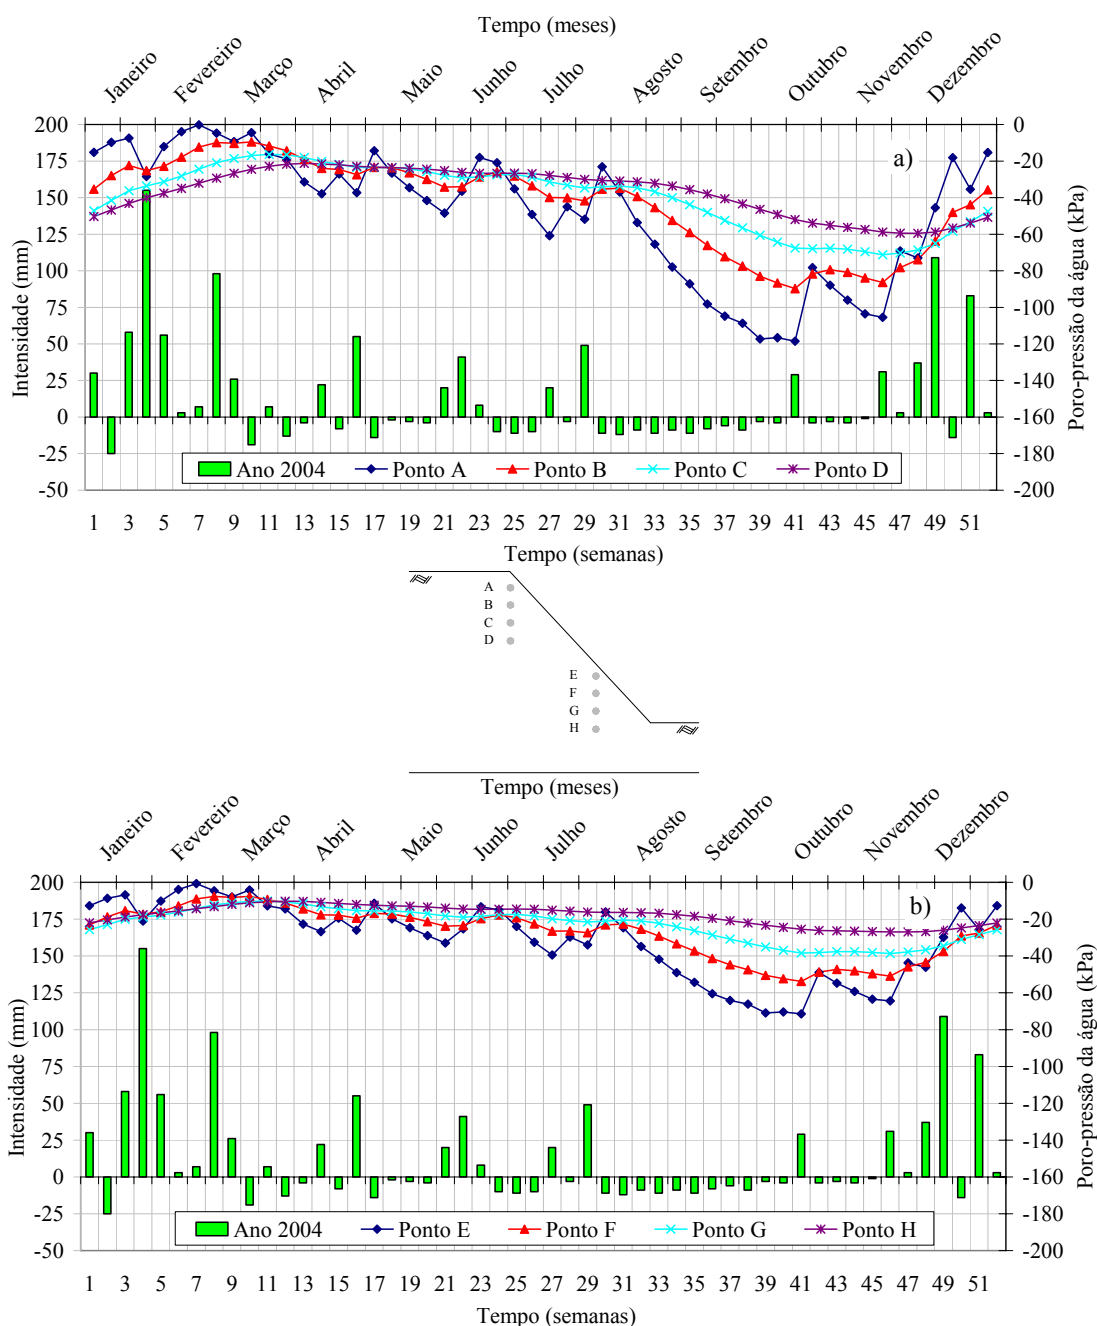 Tempo (meses)
Janeiro Fevereiro Março Abril Maio Junho Julho Agosto Setembro Outubro Novembro Dezembro
200 175 150 125 100 75 50 25 0 -25 -50
Intensidade (mm)
a)
0 -20 -40 -60 -80 -100 -120 -140 -160 -180 -200
Poro-pressão da água (kPa)
Ano 2004 Ponto A Ponto B Ponto C Ponto D
1 3 5 7 9 11 13 15 17 19 21 23 25 27 29 31 33 35 37 39 41 43 45 47 49 51
Tempo (semanas)
A
B
C
D
E
F
G
H
Tempo (meses)
Janeiro Fevereiro Março Abril Maio Junho Julho Agosto Setembro Outubro Novembro Dezembro
200 175 150 125 100 75 50 25 0 -25 -50
Intensidade (mm)
b)
0 -20 -40 -60 -80 -100 -120 -140 -160 -180 -200
Poro-pressão da água (kPa)
Ano 2004 Ponto E Ponto F Ponto G Ponto H
1 3 5 7 9 11 13 15 17 19 21 23 25 27 29 31 33 35 37 39 41 43 45 47 49 51
Tempo (semanas)